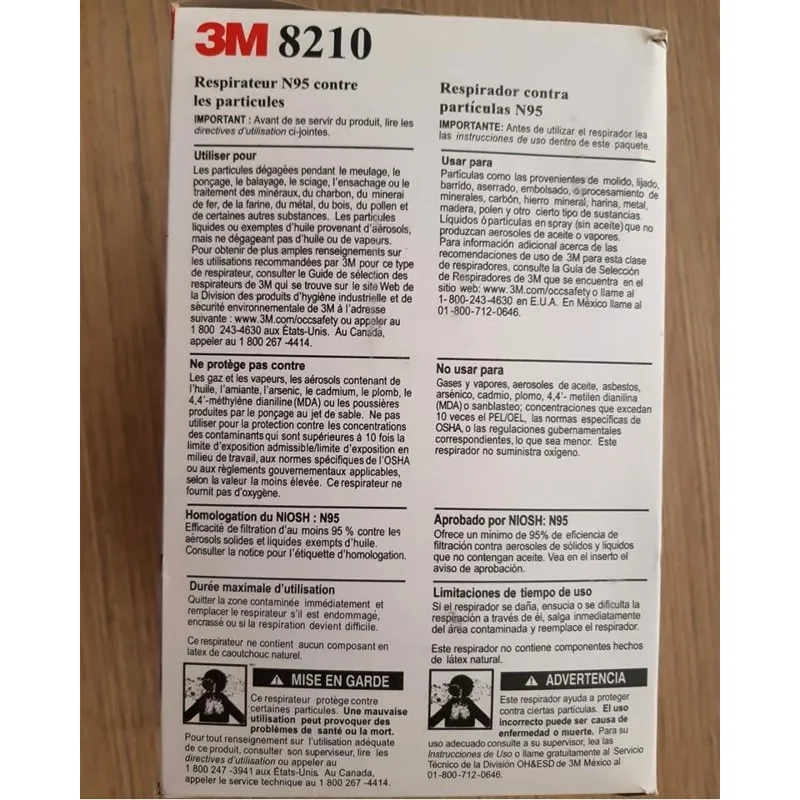 3M 8210
Respirateur N95 contre
les particules
IMPORTANT : Avant de se servir du produit, lire les
directives d'utilisation ci-jointes.
Utiliser pour
Les particules dégagées pendant le meulage, le
ponçage, le balayage, le sciage, l'ensachage ou le
traitement des minéraux, du charbon, du minerai
de fer, de la farine, du métal, du bois, du pollen et
de certaines autres substances. Les particules
liquides ou exemptes d'huile provenant d'aérosols,
mais ne dégageant pas d'huile ou de vapeurs.
Pour obtenir de plus amples renseignements sur
les utilisations recommandées par 3M pour ce type
de respirateur, consulter le Guide de sélection des
respirateurs de 3M qui se trouve sur le site Web de
la Division des produits d'hygiène industrielle et de
sécurité environnementale de 3M à l'adresse
suivante : www.3M.com/occsafety ou appeler au
1 800 243-4630 aux États-Unis. Au Canada,
appeler au 1 800 267 -4414.
Ne protège pas contre
Les gaz et les vapeurs, les aérosols contenant de
l'huile, l'amiante, l'arsenic, le cadmium, le plomb, le
4,4'-méthylène dianiline (MDA) ou les poussières
produites par le ponçage au jet de sable. Ne pas
utiliser pour la protection contre les concentrations
des contaminants qui sont supérieures à 10 fois la
limite d'exposition admissible/limite d'exposition en
milieu de travail, aux normes spécifiques de l'OSHA
ou aux règlements gouvernementaux applicables,
selon la valeur la moins élevée. Ce respirateur ne
fournit pas d'oxygène.
Homologation du NIOSH : N95
Efficacité de filtration d'au moins 95 % contre les
aérosols solides et liquides exempts d'huile.
Consulter la notice pour l'étiquette d'homologation.
Durée maximale d'utilisation
Quitter la zone contaminée immédiatement et
remplacer le respirateur s'il est endommagé,
encrassé ou si la respiration devient difficile.
Ce respirateur ne contient aucun composant en
latex de caoutchouc naturel.
MISE EN GARDE
Ce respirateur protège contre
certaines particules. Une mauvaise
utilisation peut provoquer des
problèmes de santé ou la mort.
Pour tout renseignement sur l'utilisation adéquate
de ce produit, consulter son superviseur, lire les
directives d'utilisation ou appeler au
1 800 247 -3941 aux États-Unis. Au Canada,
appeler le service technique au 1 800 267-4414.
Respirador contra
partículas N95
IMPORTANTE: Antes de utilizar el respirador lea
las instrucciones de uso dentro de este paquete.
Usar para
Partículas como las provenientes de molido, lijado,
barrido, aserrado, embolsado, o procesamiento de
minerales, carbón, hierro mineral, harina, metal,
madera, polen y otro cierto tipo de sustancias.
Líquidos ó partículas en spray (sin aceite) que no
produzcan aerosoles de aceite o vapores.
Para información adicional acerca de las
recomendaciones de uso de 3M para esta clase
de respiradores, consulte la Guía de Selección
de Respiradores de 3M que se encuentra en el
sitio web: www.3M.com/occsafety o llame al
1- 800-243-4630 en E.U.A. En México llame al
01 -800-712-0646.
No usar para
Gases y vapores, aerosoles de aceite, asbestos,
arsénico, cadmio, plomo, 4,4'- metilen dianilina
(MDA) o sanblasteo; concentraciones que excedan
10 veces el PEL/OEL, las normas específicas de
OSHA, o las regulaciones gubernamentales
correspondientes, lo que sea menor. Este
respirador no suministra oxígeno.
Aprobado por NIOSH: N95
Ofrece un mínimo de 95% de eficiencia de
filtración contra aerosoles de sólidos y líquidos
que no contengan aceite. Vea en el inserto el
aviso de aprobación.
Limitaciones de tiempo de uso
Si el respirador se daña, ensucia o se dificulta la
respiración a través de él, salga inmediatamente
del área contaminada y reemplace el respirador.
Este respirador no contiene componentes hechos
de látex natural.
ADVERTENCIA
Este respirador ayuda a proteger
contra ciertas partículas. El uso
incorrecto puede ser causa de
enfermedad o muerte. Para su
uso adecuado consulte a su supervisor, lea las
Instrucciones de Uso o llame gratuitamente al Servicio
Técnico de la División OH&ESD de 3M México al
01 -800-712-0646.